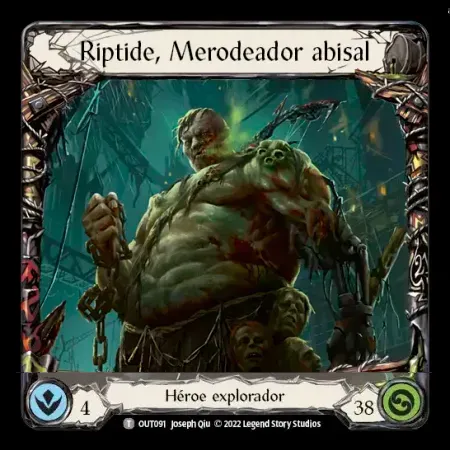 Riptide, Merodeador abisal
4
Héroe explorador
38
T OUT091 Joseph Qiu © 2022 Legend Story Studios